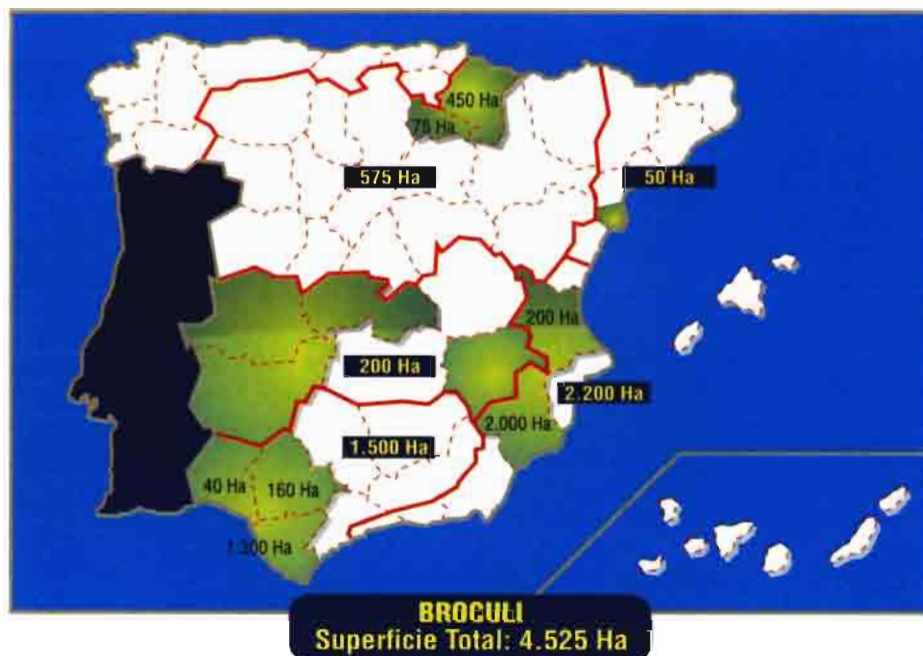 450 Ha
75 Ha
575 Ha
50 Ha
200 Ha
200 Ha
2.200 Ha
2.000 Ha
1.500 Ha
40 Ha
160 Ha
1.300 Ha
BROCULI
Superficie Total: 4.525 Ha